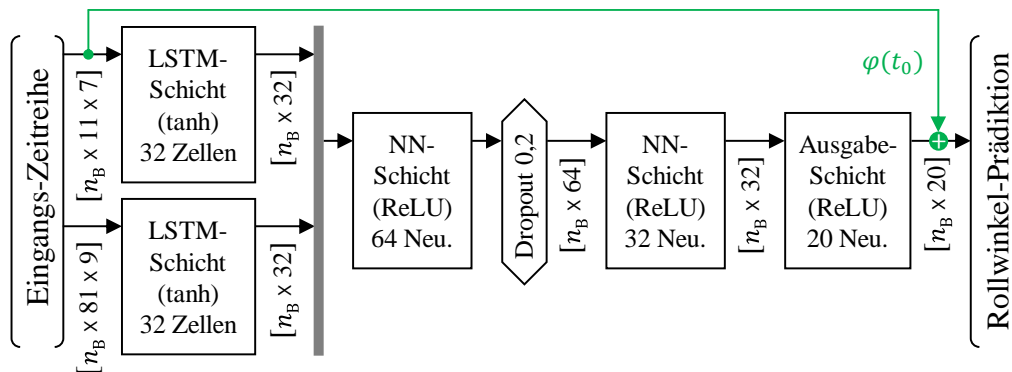 Eingangs-Zeitreihe
[n_B x 11 x 7]
LSTM-
Schicht
(tanh)
32 Zellen
[n_B x 32]
[n_B x 81 x 9]
LSTM-
Schicht
(tanh)
32 Zellen
[n_B x 32]
NN-
Schicht
(ReLU)
64 Neu.
Dropout 0,2
[n_B x 64]
NN-
Schicht
(ReLU)
32 Neu.
[n_B x 32]
Ausgabe-
Schicht
(ReLU)
20 Neu.
[n_B x 20]
φ(t₀)
Rollwinkel-Prädiktion